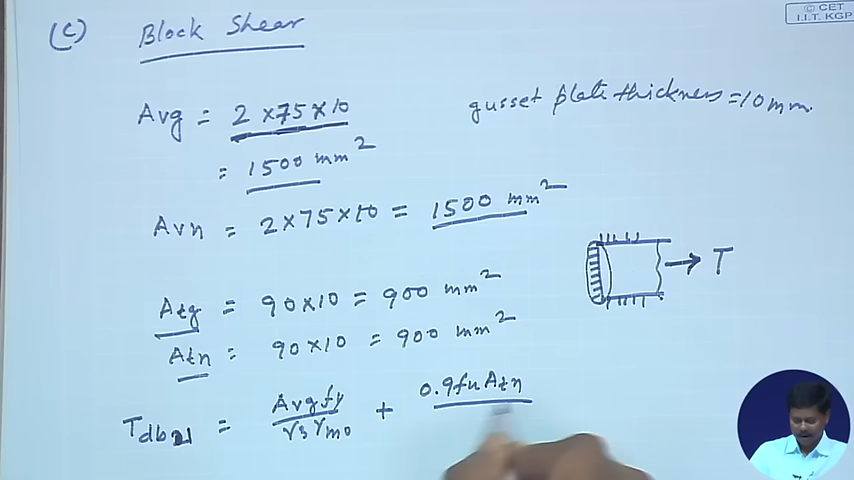 © CET
I.I.T. KGP
(c) Block Shear
Avg = 2 × 75 × 10
gusset plate thickness = 10 mm.
= 1500 mm²
Avn = 2 × 75 × 10 = 1500 mm²
T
Atg = 90 × 10 = 900 mm²
Atn = 90 × 10 = 900 mm²
Tdb1 = Avg fy / √3 γm0 + 0.9 fu Atn